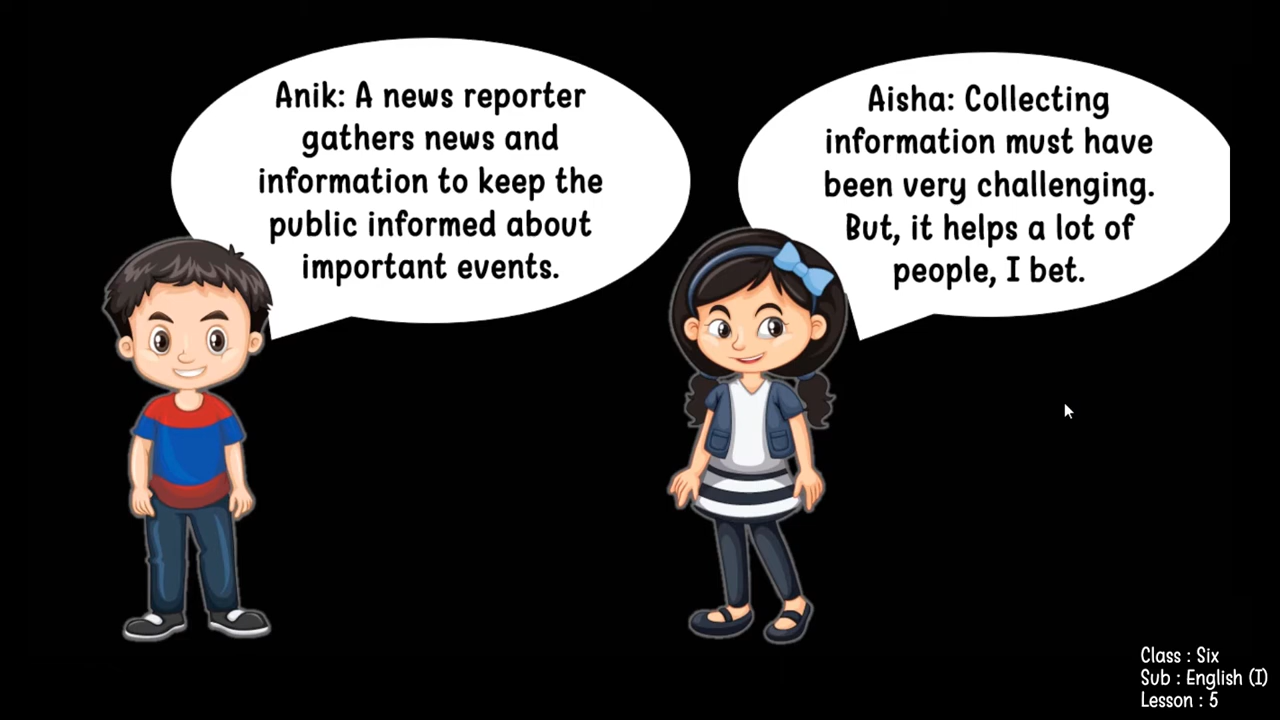 Anik: A news reporter
gathers news and
information to keep the
public informed about
important events.
Aisha: Collecting
information must have
been very challenging.
But, it helps a lot of
people, I bet.
Class : Six
Sub : English (I)
Lesson : 5